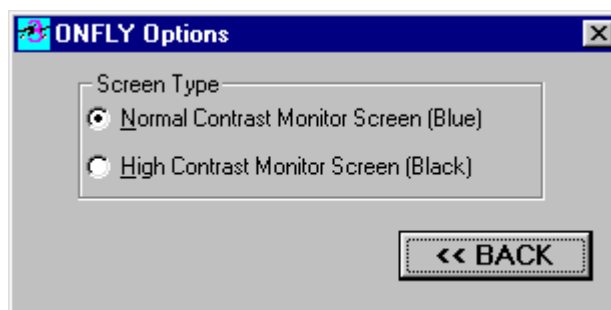 ONFLY Options
Screen Type
Normal Contrast Monitor Screen (Blue)
High Contrast Monitor Screen (Black)
<< BACK